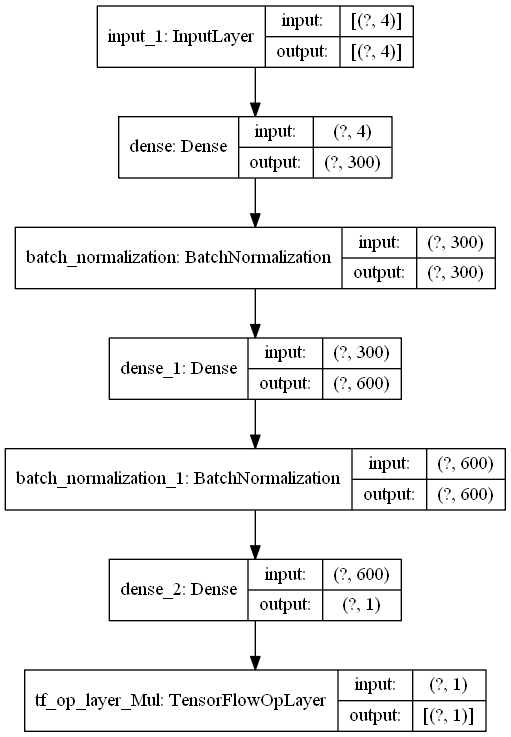 input_1: InputLayer
input: [(?, 4)]
output: [(?, 4)]
dense: Dense
input: (?, 4)
output: (?, 300)
batch_normalization: BatchNormalization
input: (?, 300)
output: (?, 300)
dense_1: Dense
input: (?, 300)
output: (?, 600)
batch_normalization_1: BatchNormalization
input: (?, 600)
output: (?, 600)
dense_2: Dense
input: (?, 600)
output: (?, 1)
tf_op_layer_Mul: TensorFlowOpLayer
input: (?, 1)
output: [(?, 1)]